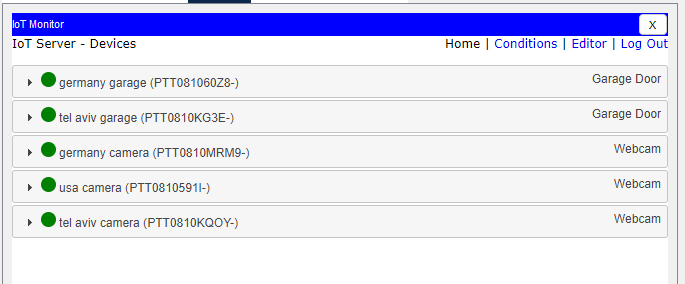 IoT Monitor X
IoT Server - Devices Home | Conditions | Editor | Log Out
germany garage (PTT081060Z8-) Garage Door
tel aviv garage (PTT0810KG3E-) Garage Door
germany camera (PTT0810MRM9-) Webcam
usa camera (PTT0810591I-) Webcam
tel aviv camera (PTT0810KQOY-) Webcam